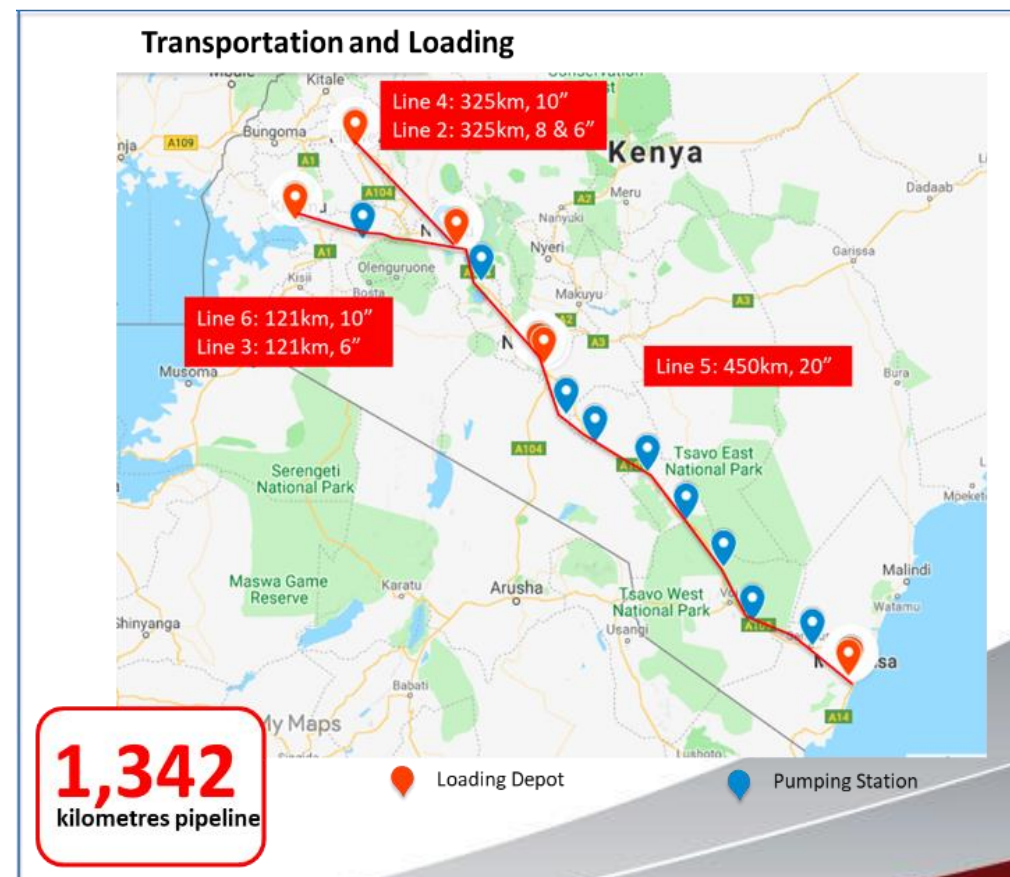 Transportation and Loading
Kitale
Line 4: 325km, 10”
Line 2: 325km, 8 & 6”
Bungoma
A109
A1
Kenya
Meru
A2
Dadaab
A104
Nanyuki
Nyeri
Garissa
A1
Kisii
Olenguruone
Bosta
Makuyu
A3
A2
A3
Line 6: 121km, 10”
Line 3: 121km, 6”
Musoma
Line 5: 450km, 20”
Bura
A104
Serengeti
National Park
Tsavo East
National Park
Malindi
Watamu
Maswa Game
Reserve
Karatu
Arusha
Tsavo West
National Park
Usangi
Shinyanga
Babati
A14
My Maps
Lushoto
1,342
kilometres pipeline
Loading Depot
Pumping Station